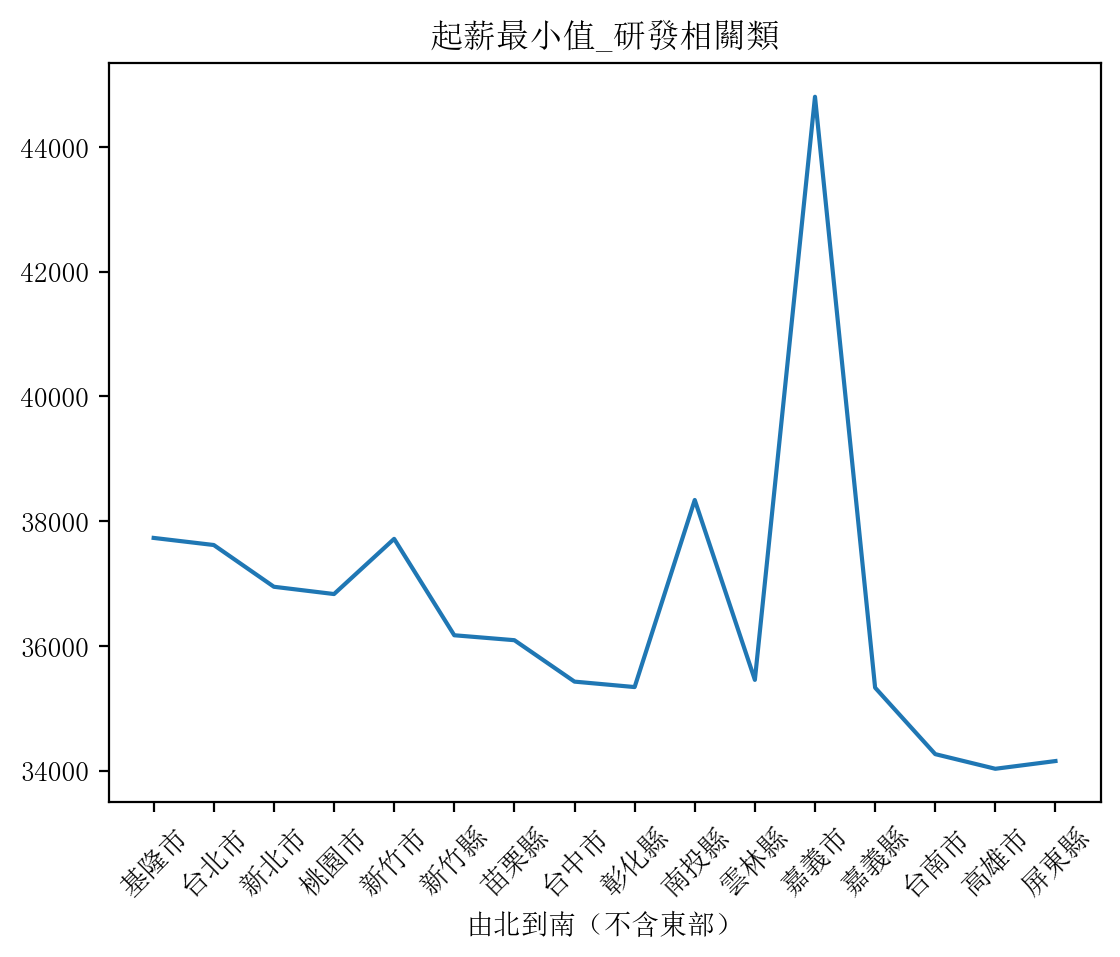 起薪最小值_研發相關類
44000
42000
40000
38000
36000
34000
基隆市
台北市
新北市
桃園市
新竹市
新竹縣
苗栗縣
台中市
彰化縣
南投縣
雲林縣
嘉義市
嘉義縣
台南市
高雄市
屏東縣
由北到南（不含東部）